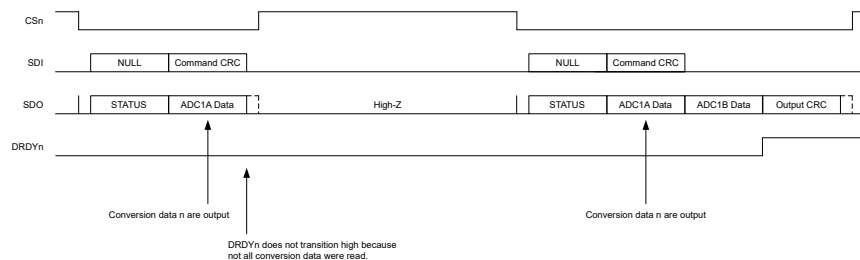 CSn
SDI NULL Command CRC NULL Command CRC
SDO STATUS ADC1A Data High-Z STATUS ADC1A Data ADC1B Data Output CRC
DRDYn
Conversion data n are output Conversion data n are output
DRDYn does not transition high because
not all conversion data were read.